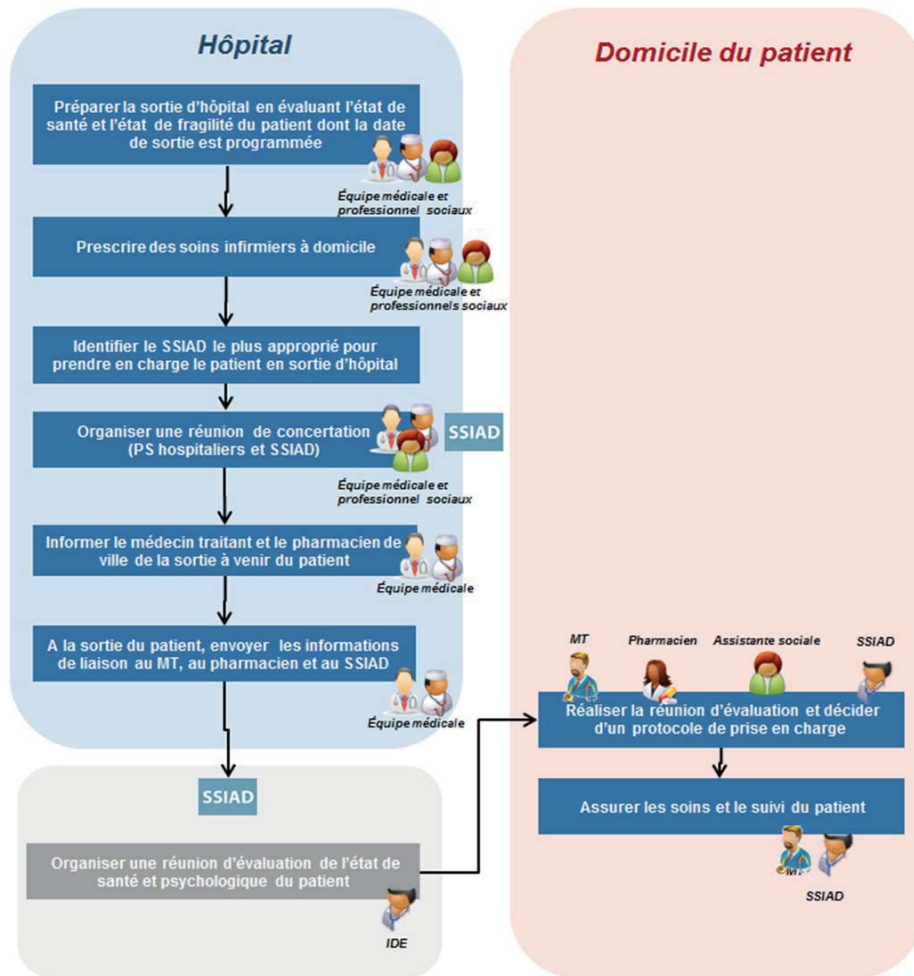 Hôpital
Préparer la sortie d'hôpital en évaluant l'état de
santé et l'état de fragilité du patient dont la date
de sortie est programmée
Équipe médicale et
professionnel sociaux
Prescrire des soins infirmiers à domicile
Équipe médicale et
professionnels sociaux
Identifier le SSIAD le plus approprié pour
prendre en charge le patient en sortie d'hôpital
Organiser une réunion de concertation
(PS hospitaliers et SSIAD)
SSIAD
Équipe médicale et
professionnel sociaux
Informer le médecin traitant et le pharmacien de
ville de la sortie à venir du patient
Équipe médicale
A la sortie du patient, envoyer les informations
de liaison au MT, au pharmacien et au SSIAD
Équipe médicale
SSIAD
Organiser une réunion d'évaluation de l'état de
santé et psychologique du patient
IDE
Domicile du patient
MT
Pharmacien
Assistante sociale
SSIAD
Réaliser la réunion d'évaluation et décider
d'un protocole de prise en charge
Assurer les soins et le suivi du patient
MT
SSIAD